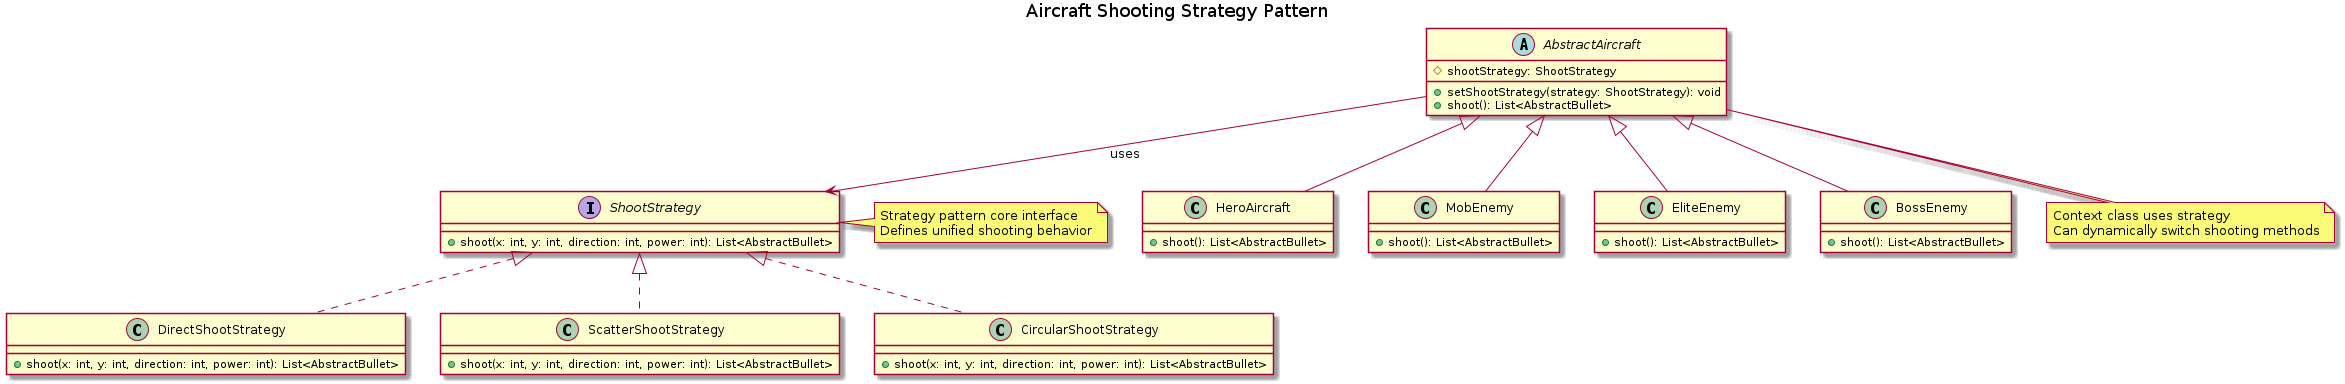 Aircraft Shooting Strategy Pattern
A AbstractAircraft
shootStrategy: ShootStrategy
setShootStrategy(strategy: ShootStrategy): void
shoot(): List<AbstractBullet>
uses
I ShootStrategy
shoot(x: int, y: int, direction: int, power: int): List<AbstractBullet>
Strategy pattern core interface
Defines unified shooting behavior
C HeroAircraft
shoot(): List<AbstractBullet>
C MobEnemy
shoot(): List<AbstractBullet>
C EliteEnemy
shoot(): List<AbstractBullet>
C BossEnemy
shoot(): List<AbstractBullet>
Context class uses strategy
Can dynamically switch shooting methods
C DirectShootStrategy
shoot(x: int, y: int, direction: int, power: int): List<AbstractBullet>
C ScatterShootStrategy
shoot(x: int, y: int, direction: int, power: int): List<AbstractBullet>
C CircularShootStrategy
shoot(x: int, y: int, direction: int, power: int): List<AbstractBullet>